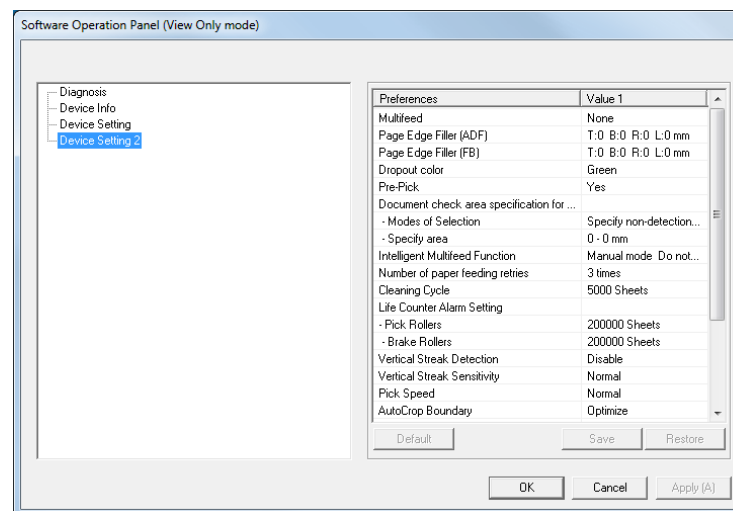 Software Operation Panel (View Only mode)
Diagnosis
Device Info
Device Setting
Device Setting 2
Preferences Value 1
Multifeed None
Page Edge Filler (ADF) T:0 B:0 R:0 L:0 mm
Page Edge Filler (FB) T:0 B:0 R:0 L:0 mm
Dropout color Green
Pre-Pick Yes
Document check area specification for ...
- Modes of Selection Specify non-detection...
- Specify area 0 - 0 mm
Intelligent Multifeed Function Manual mode Do not...
Number of paper feeding retries 3 times
Cleaning Cycle 5000 Sheets
Life Counter Alarm Setting
- Pick Rollers 200000 Sheets
- Brake Rollers 200000 Sheets
Vertical Streak Detection Disable
Vertical Streak Sensitivity Normal
Pick Speed Normal
AutoCrop Boundary Optimize
Default Save Restore
OK Cancel Apply (A)